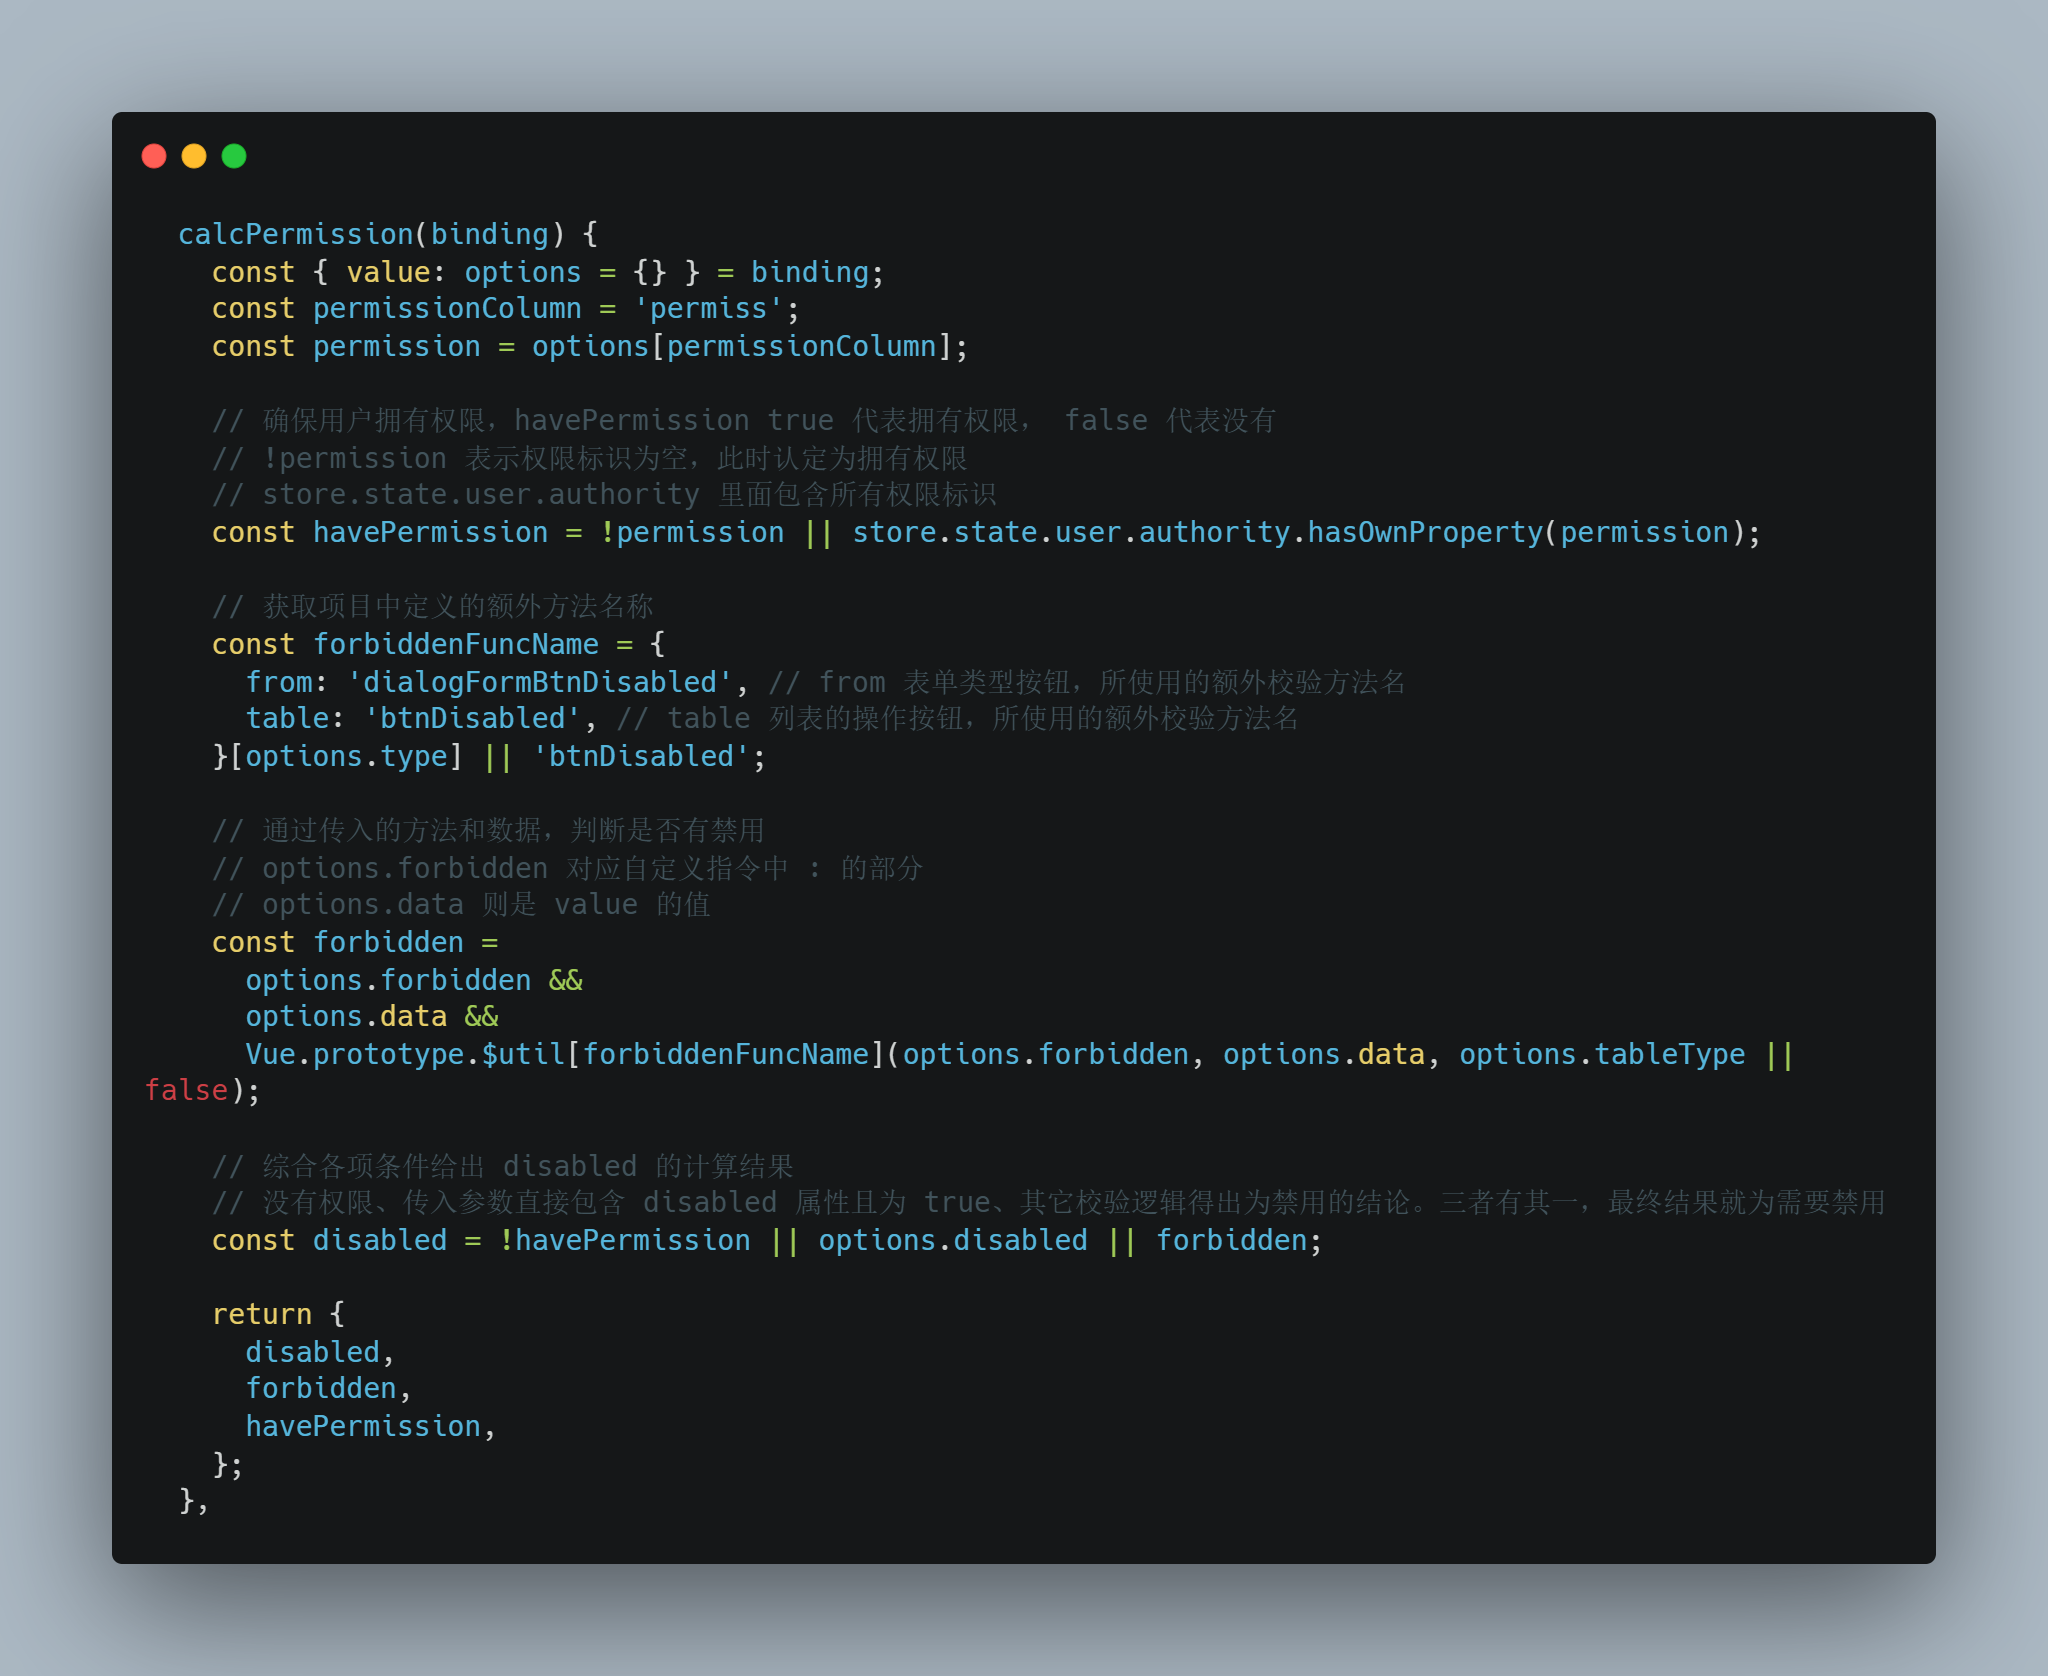 calcPermission(binding) {
const { value: options = {} } = binding;
const permissionColumn = 'permiss';
const permission = options[permissionColumn];
// 确保用户拥有权限，havePermission true 代表拥有权限， false 代表没有
// !permission 表示权限标识为空，此时认定为拥有权限
// store.state.user.authority 里面包含所有权限标识
const havePermission = !permission || store.state.user.authority.hasOwnProperty(permission);
// 获取项目中定义的额外方法名称
const forbiddenFuncName = {
from: 'dialogFormBtnDisabled', // from 表单类型按钮，所使用的额外校验方法名
table: 'btnDisabled', // table 列表的操作按钮，所使用的额外校验方法名
}[options.type] || 'btnDisabled';
// 通过传入的方法和数据，判断是否有禁用
// options.forbidden 对应自定义指令中 : 的部分
// options.data 则是 value 的值
const forbidden =
options.forbidden &&
options.data &&
Vue.prototype.$util[forbiddenFuncName](options.forbidden, options.data, options.tableType ||
false);
// 综合各项条件给出 disabled 的计算结果
// 没有权限、传入参数直接包含 disabled 属性且为 true、其它校验逻辑得出为禁用的结论。三者有其一，最终结果就为需要禁用
const disabled = !havePermission || options.disabled || forbidden;
return {
disabled,
forbidden,
havePermission,
};
},